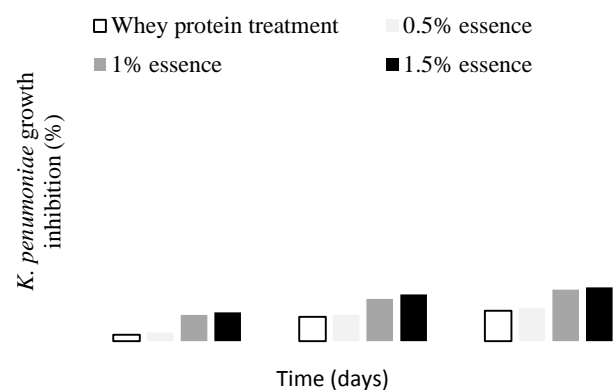 Whey protein treatment
0.5% essence
1% essence
1.5% essence
K. penumoniae growth
inhibition (%)
Time (days)